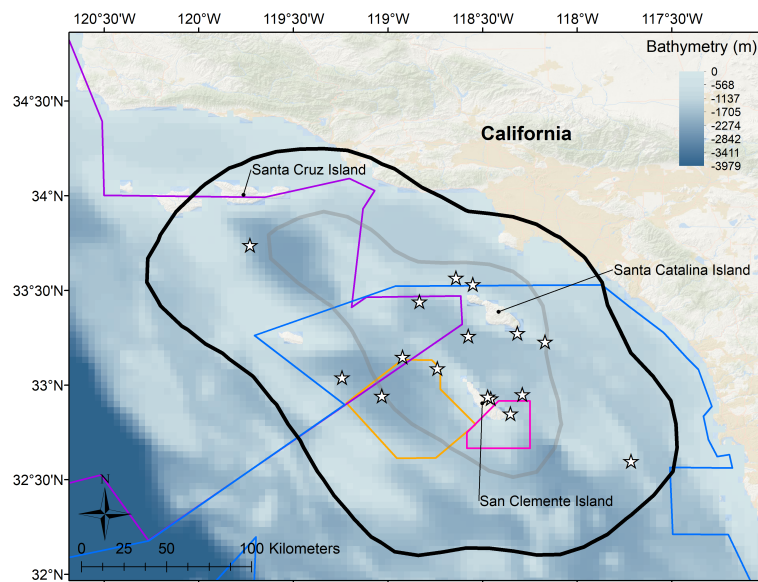 120°30'W 120°W 119°30'W 119°W 118°30'W 118°W 117°30'W
Bathymetry (m)
0
-568
-1137
-1705
-2274
-2842
-3411
-3979
34°30'N
California
Santa Cruz Island
34°N
Santa Catalina Island
33°30'N
33°N
32°30'N
N
San Clemente Island
0 25 50 100 Kilometers
32°N